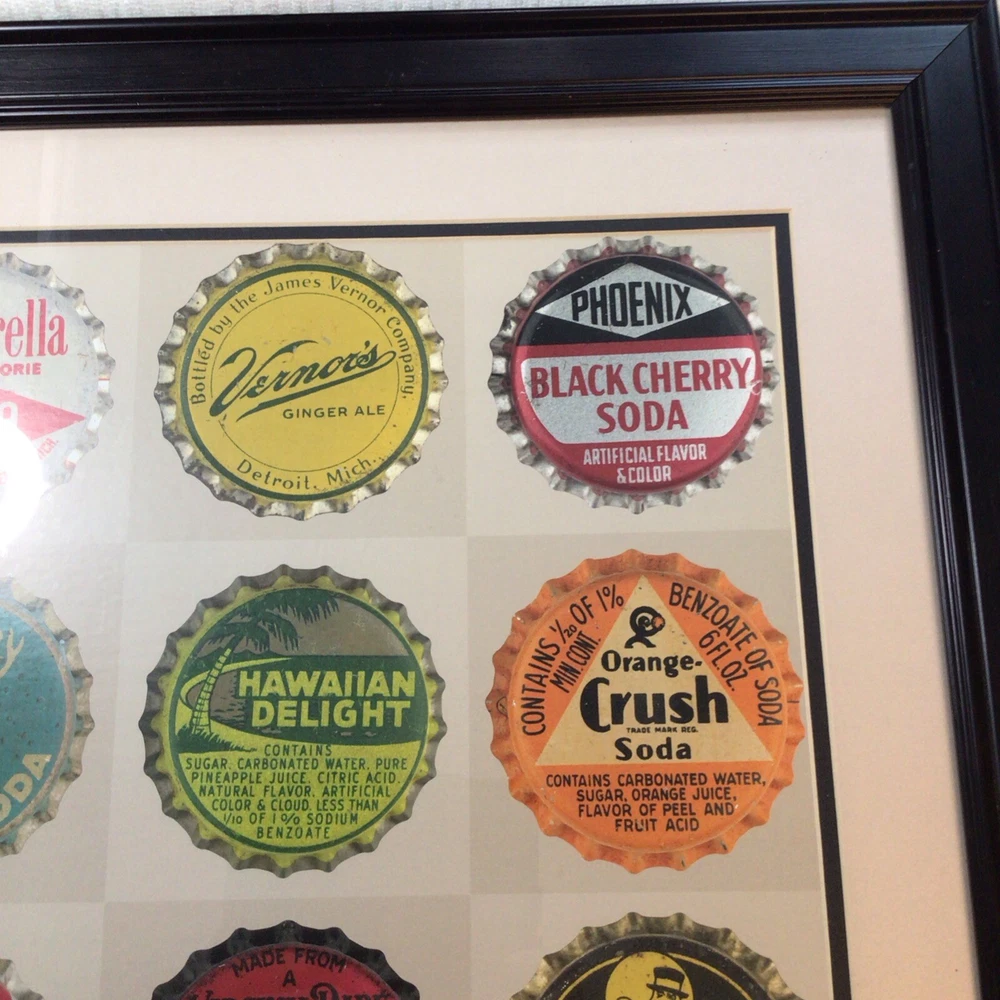 rella
ORIE
Bottled by the James Vernor Company,
Vernor's
GINGER ALE
Detroit, Mich.
PHOENIX
BLACK CHERRY
SODA
ARTIFICIAL FLAVOR
& COLOR
ODA
HAWAIIAN
DELIGHT
CONTAINS
SUGAR, CARBONATED WATER, PURE
PINEAPPLE JUICE, CITRIC ACID,
NATURAL FLAVOR, ARTIFICIAL
COLOR & CLOUD. LESS THAN
1/10 OF 1% SODIUM
BENZOATE
CONTAINS 1/20 OF 1%
MIN. CONT.
BENZOATE OF SODA
6 FL. OZ.
Orange-
Crush
TRADE MARK REG.
Soda
CONTAINS CARBONATED WATER,
SUGAR, ORANGE JUICE,
FLAVOR OF PEEL AND
FRUIT ACID
MADE FROM
A